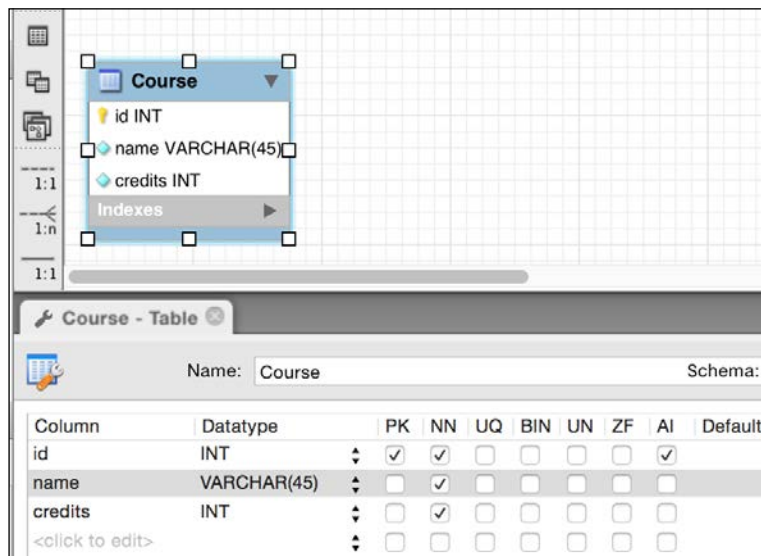 Course
id INT
name VARCHAR(45)
credits INT
Indexes
1:1
1:n
1:1
Course - Table
Name: Course Schema:
Column Datatype PK NN UQ BIN UN ZF AI Default
id INT
name VARCHAR(45)
credits INT
<click to edit>